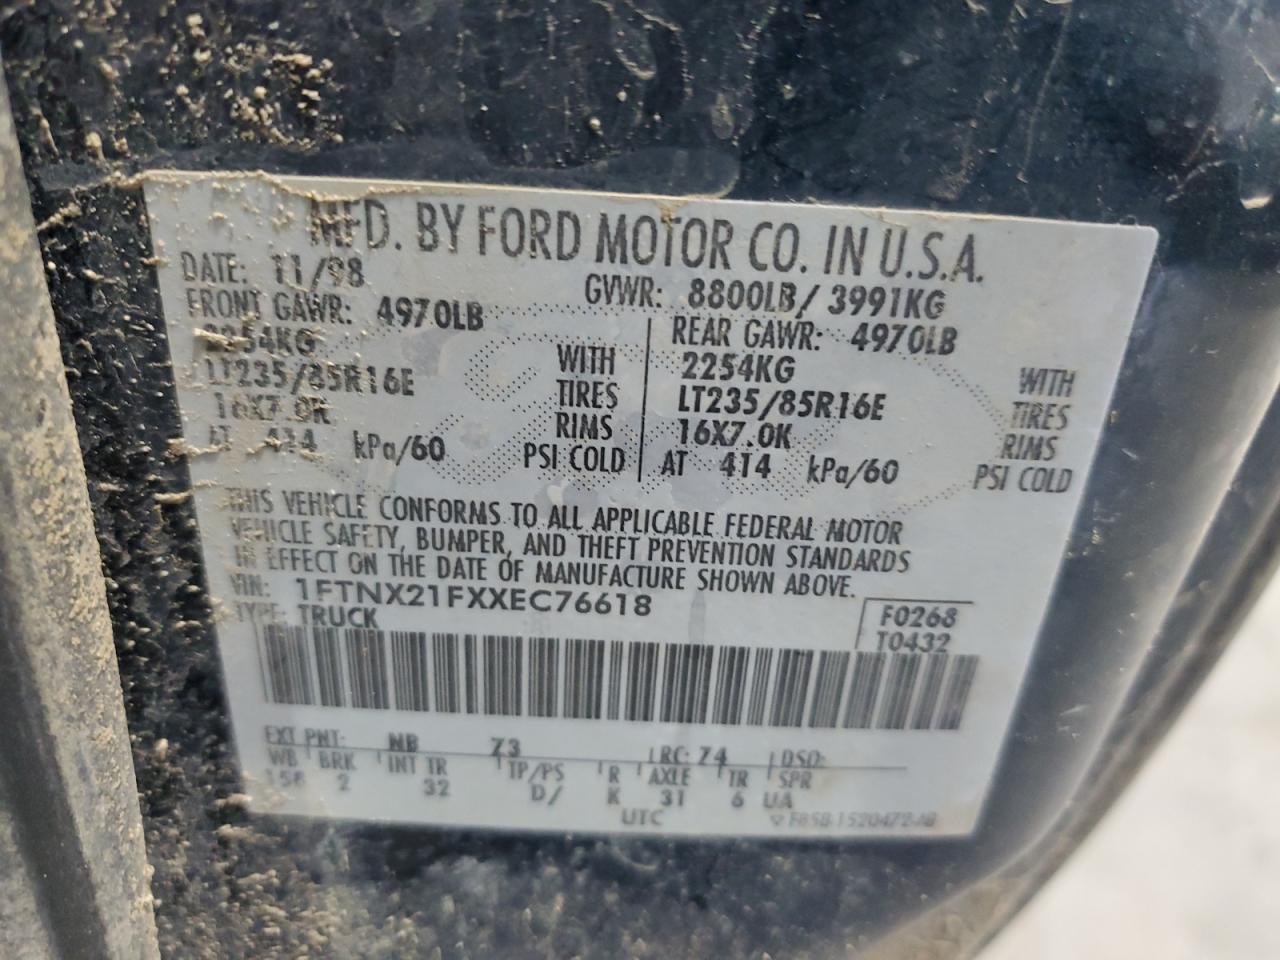 MFD. BY FORD MOTOR CO. IN U.S.A.
DATE: 11/98 GVWR: 8800LB/ 3991KG
FRONT GAWR: 4970LB REAR GAWR: 4970LB
2254KG WITH 2254KG WITH
LT235/85R16E TIRES LT235/85R16E TIRES
16X7.0K RIMS 16X7.0K RIMS
AT 414 kPa/60 PSI COLD AT 414 kPa/60 PSI COLD
THIS VEHICLE CONFORMS TO ALL APPLICABLE FEDERAL MOTOR
VEHICLE SAFETY, BUMPER, AND THEFT PREVENTION STANDARDS
IN EFFECT ON THE DATE OF MANUFACTURE SHOWN ABOVE.
VIN: 1FTNX21FXXEC76618 F0268
TYPE: TRUCK T0432
EXT PNT: NB Z3 RC: 74 DSO:
WB BRK INT TR TP/PS R AXLE TR SPR
158 2 32 D/ K 31 6 UA
UTC